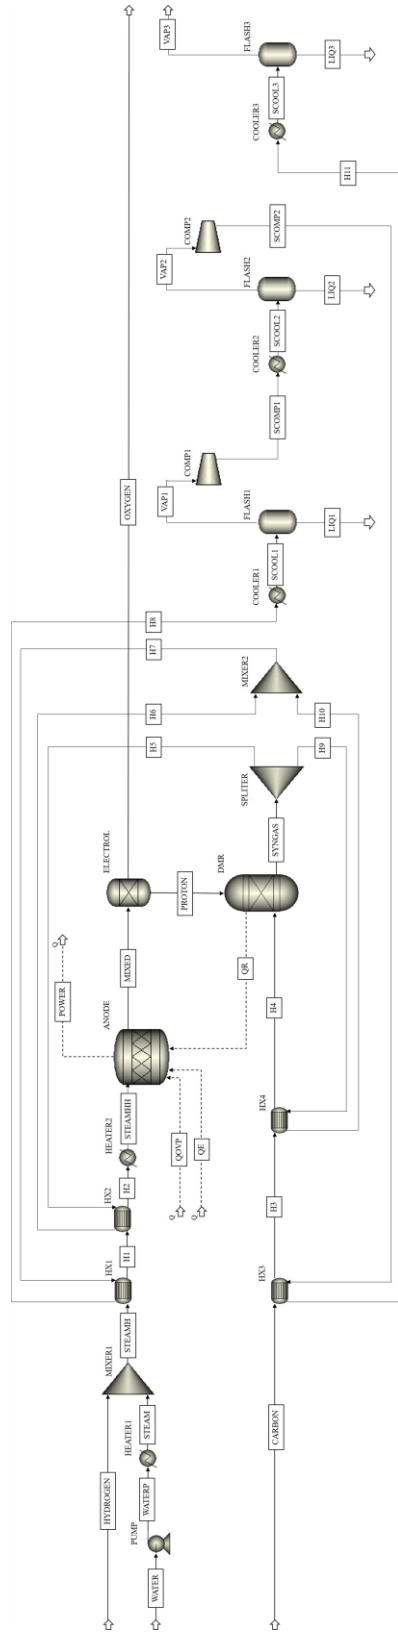 WATER
PUMP
WATERP
HEATER1
STEAM
HYDROGEN
MIXER1
STEAMH
HX1
H1
HX2
H2
HEATER2
STEAMHH
ANODE
POWER
Q
QOVP
Q
QE
Q
MIXED
ELECTROL
OXYGEN
PROTON
CARBON
HX3
H3
HX4
H4
QR
DMR
SYNGAS
SPLITER
H5
H9
H6
H10
MIXER2
H7
H8
COOLER1
SCOOL1
FLASH1
VAP1
LIQ1
COMP1
SCOMP1
COOLER2
SCOOL2
FLASH2
VAP2
LIQ2
COMP2
SCOMP2
H11
COOLER3
SCOOL3
FLASH3
VAP3
LIQ3